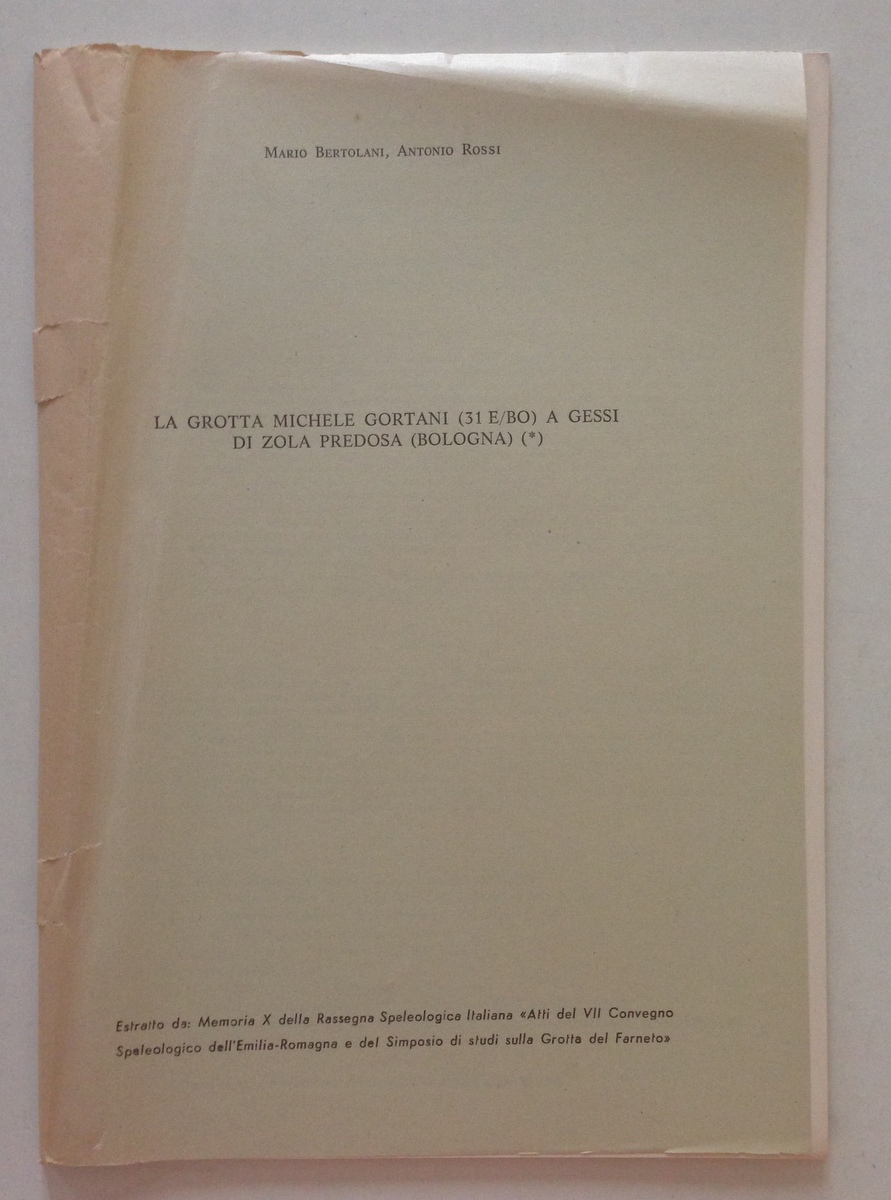 MARIO BERTOLANI, ANTONIO ROSSI
LA GROTTA MICHELE GORTANI (31 E/BO) A GESSI
DI ZOLA PREDOSA (BOLOGNA) (*)
Estratto da: Memoria X della Rassegna Speleologica Italiana «Atti del VII Convegno
Speleologico dell'Emilia-Romagna e del Simposio di studi sulla Grotta del Farneto»